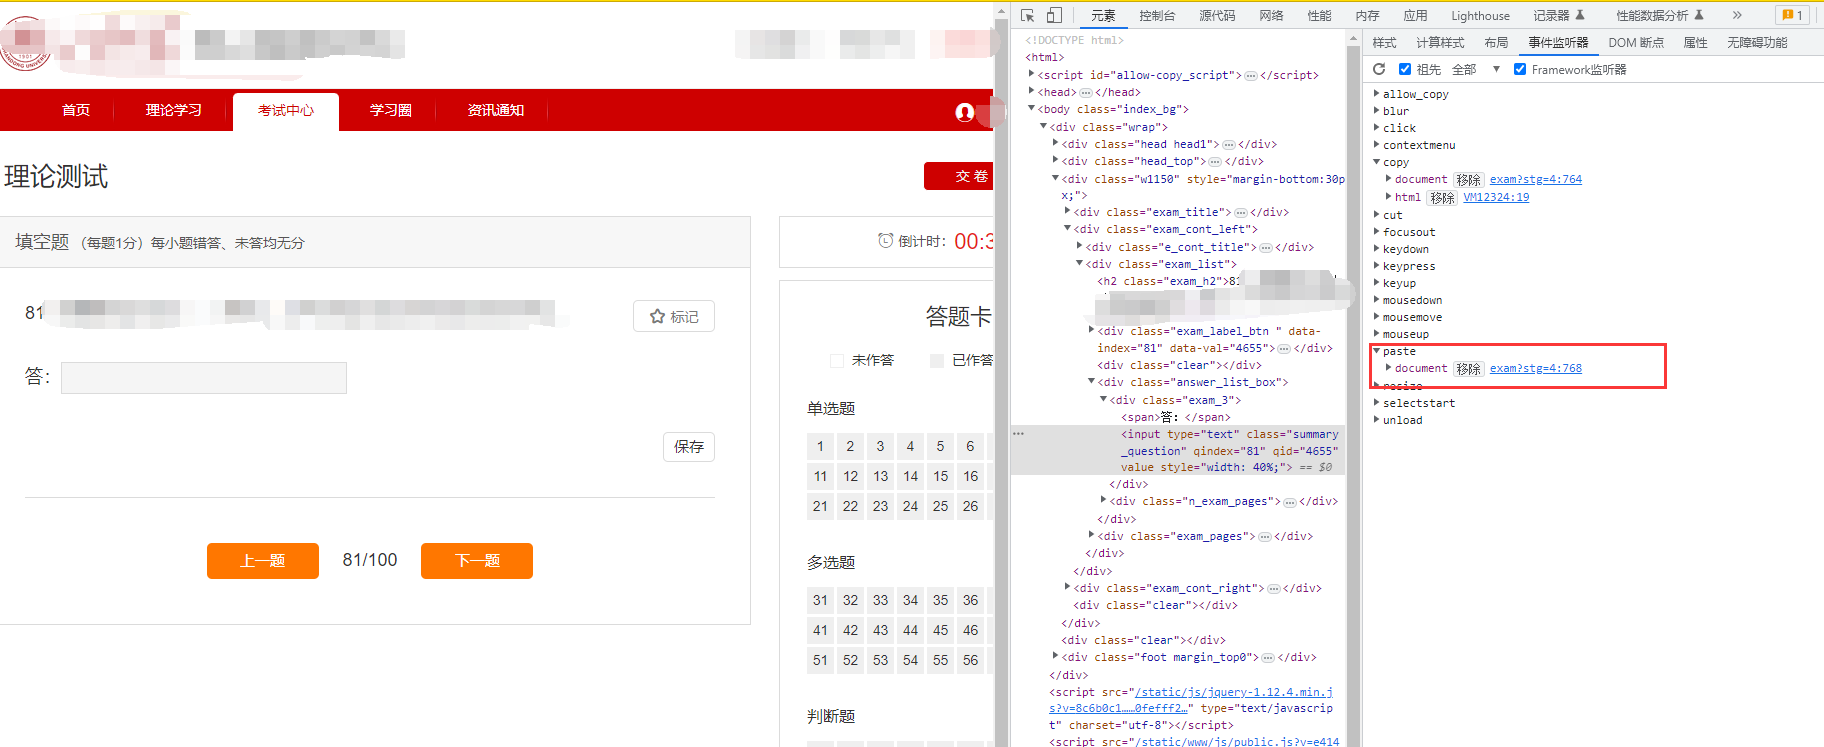 首页
理论学习
考试中心
学习圈
资讯通知
理论测试
交 卷
填空题 （每题1分）每小题错答、未答均无分
倒计时：
00:3
81
标记
答：
保存
上一题
81/100
下一题
答题卡
未作答
已作答
单选题
1 2 3 4 5 6
11 12 13 14 15 16
21 22 23 24 25 26
多选题
31 32 33 34 35 36
41 42 43 44 45 46
51 52 53 54 55 56
判断题
元素 控制台 源代码 网络 性能 内存 应用 Lighthouse 记录器 性能数据分析 » 1
<!DOCTYPE html>
<html>
<script id="allow-copy_script">…</script>
<head>…</head>
<body class="index_bg">
<div class="wrap">
<div class="head head1">…</div>
<div class="head_top">…</div>
<div class="w1150" style="margin-bottom:30p
x;">
<div class="exam_title">…</div>
<div class="exam_cont_left">
<div class="e_cont_title">…</div>
<div class="exam_list">
<h2 class="exam_h2">81
<div class="exam_label_btn " data-
index="81" data-val="4655">…</div>
<div class="clear"></div>
<div class="answer_list_box">
<div class="exam_3">
<span>答: </span>
<input type="text" class="summary
_question" qindex="81" qid="4655"
value style="width: 40%;"> == $0
</div>
<div class="n_exam_pages">…</div>
</div>
<div class="exam_pages">…</div>
</div>
</div>
<div class="exam_cont_right">…</div>
<div class="clear"></div>
</div>
<div class="clear"></div>
<div class="foot margin_top0">…</div>
</div>
<script src="/static/js/jquery-1.12.4.min.j
s?v=8c6b0c1……0fefff2…" type="text/javascrip
t" charset="utf-8"></script>
<script src="/static/www/js/public.js?v=e414
样式 计算样式 布局 事件监听器 DOM 断点 属性 无障碍功能
祖先 全部 ▼ Framework监听器
allow_copy
blur
click
contextmenu
copy
document 移除 exam?stg=4:764
html 移除 VM12324:19
cut
focusout
keydown
keypress
keyup
mousedown
mousemove
mouseup
paste
document 移除 exam?stg=4:768
resize
selectstart
unload